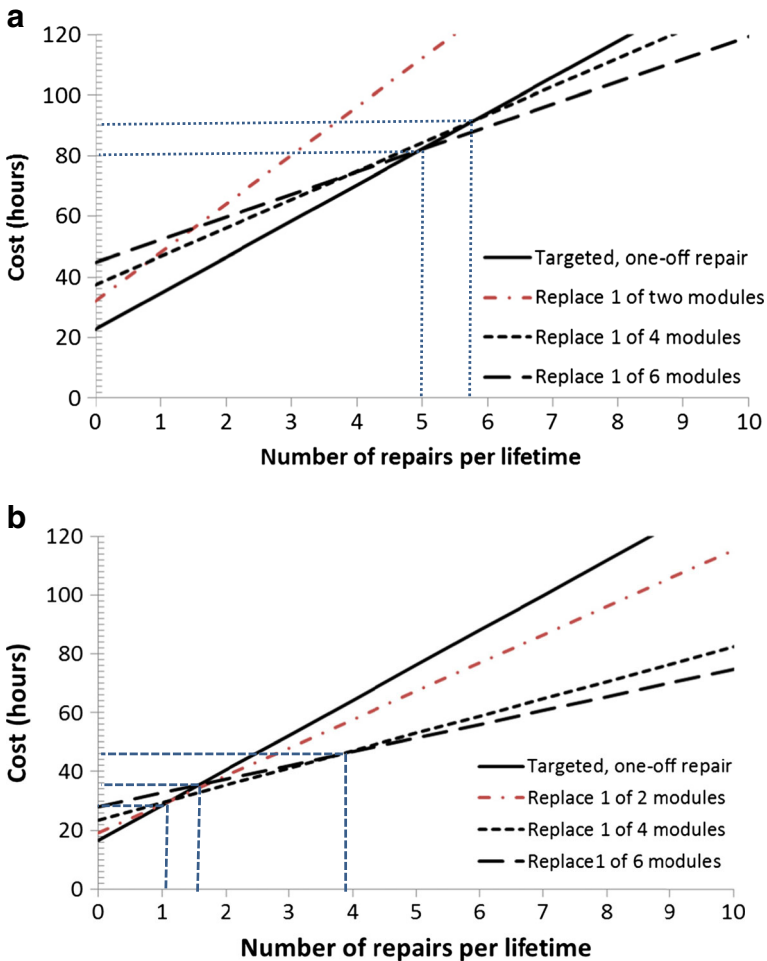 a
120
100
80
60
40
20
0
Cost (hours)
Targeted, one-off repair
Replace 1 of two modules
Replace 1 of 4 modules
Replace 1 of 6 modules
0 1 2 3 4 5 6 7 8 9 10
Number of repairs per lifetime
b
120
100
80
60
40
20
0
Cost (hours)
Targeted, one-off repair
Replace 1 of 2 modules
Replace 1 of 4 modules
Replace1 of 6 modules
0 1 2 3 4 5 6 7 8 9 10
Number of repairs per lifetime